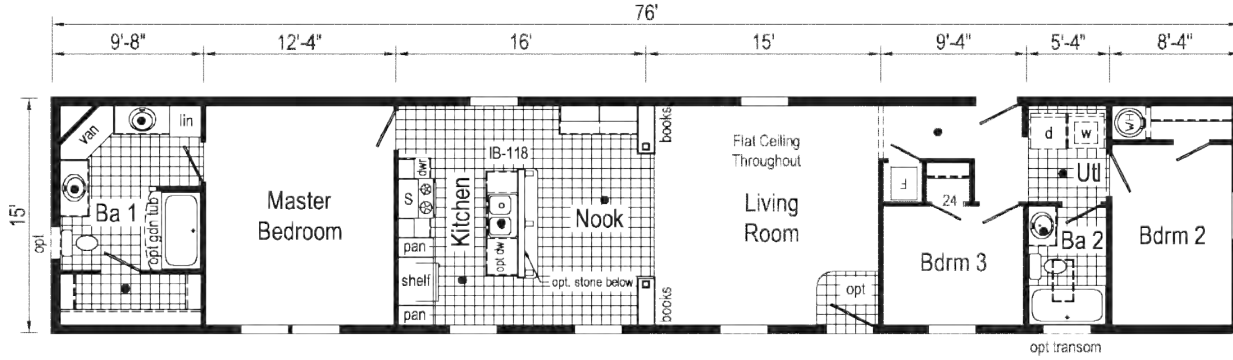 76'
9'-8"
12'-4"
16'
15'
9'-4"
5'-4"
8'-4"
15'
van
lin
Ba 1
opt gdn tub
opt
Master
Bedroom
dwr
S
pan
shelf
pan
Kitchen
IB-118
opt dw
Nook
opt. stone below
books
books
Flat Ceiling
Throughout
Living
Room
opt
F
24
Bdrm 3
d
w
Utl
Ba 2
WH
Bdrm 2
opt transom